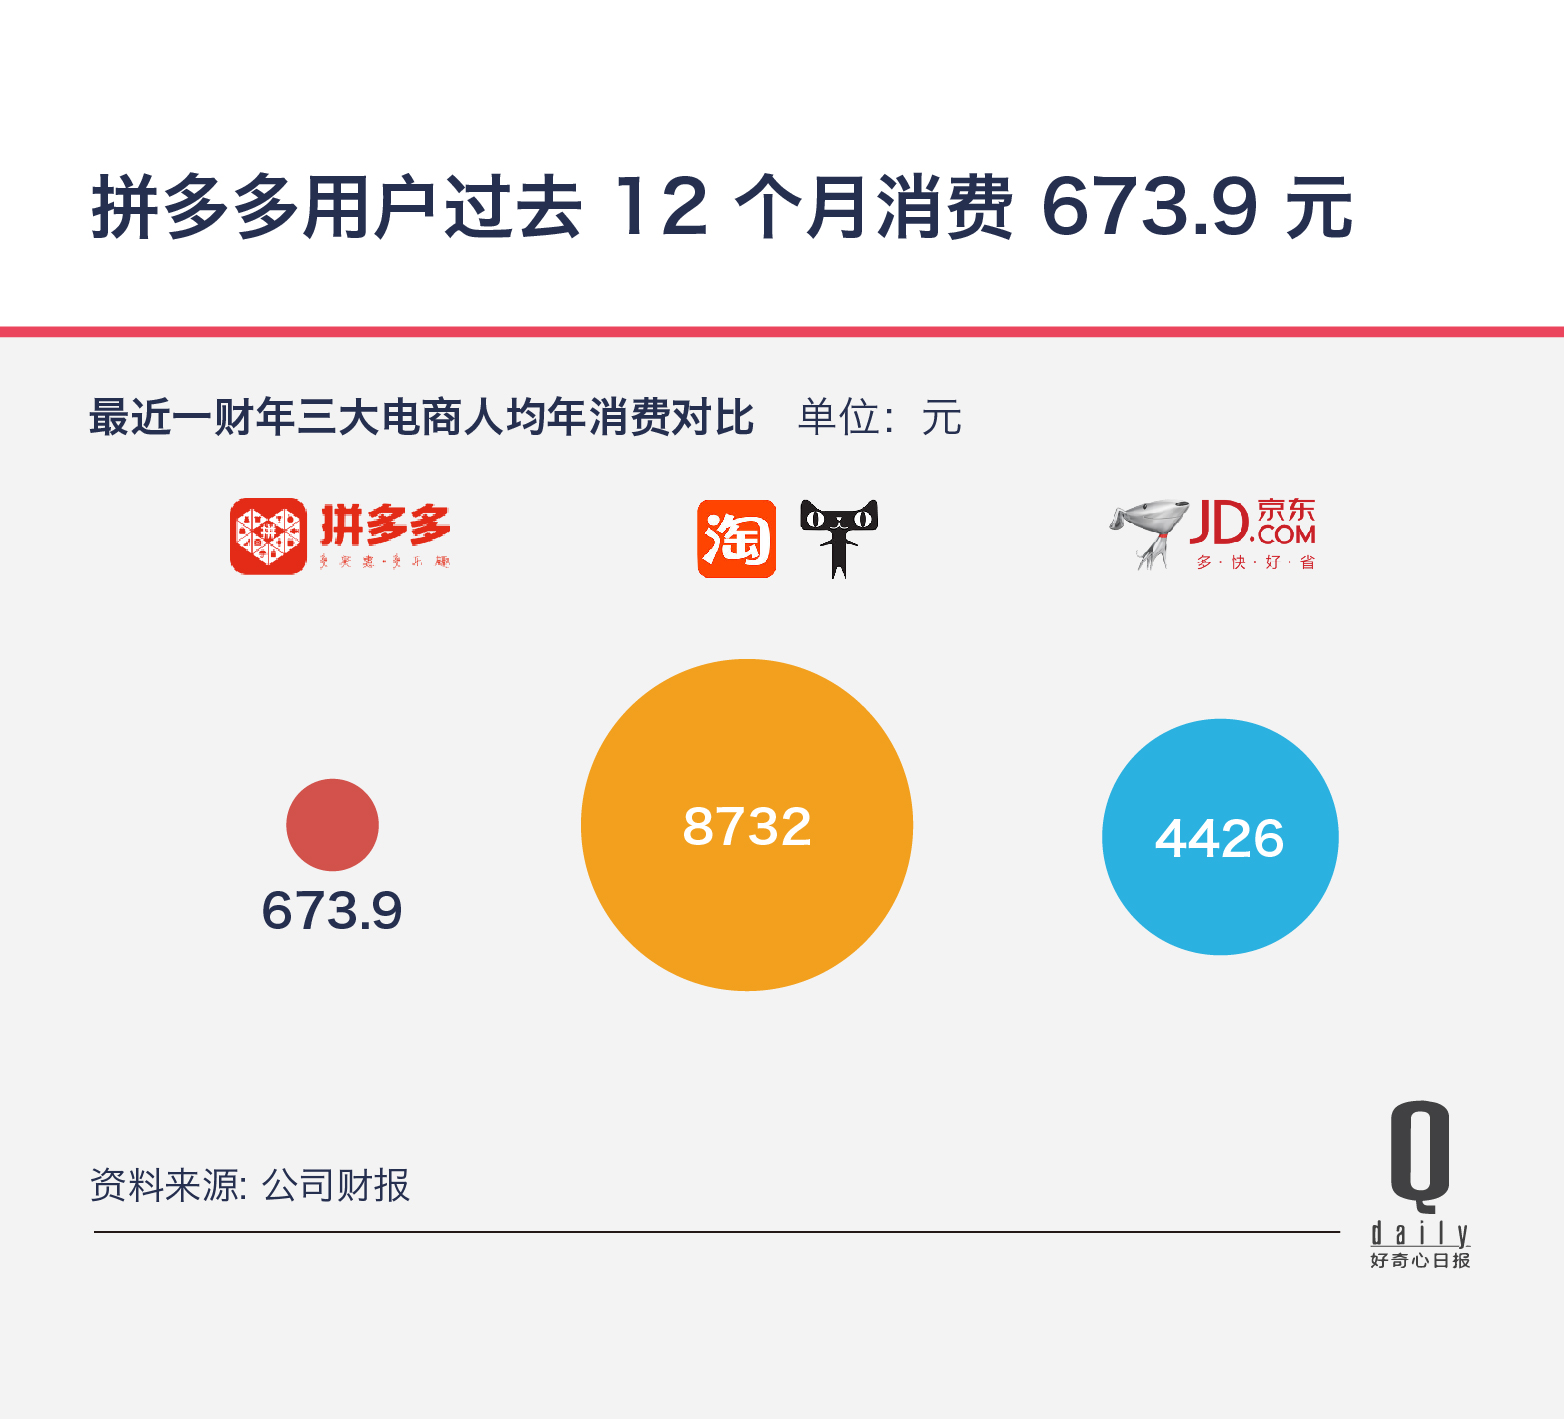 拼多多用户过去 12 个月消费 673.9 元
最近一财年三大电商人均年消费对比 单位：元
拼
拼多多
淘
JD.COM 京东
多·快·好·省
8732
4426
673.9
资料来源: 公司财报
Q
daily
好奇心日报